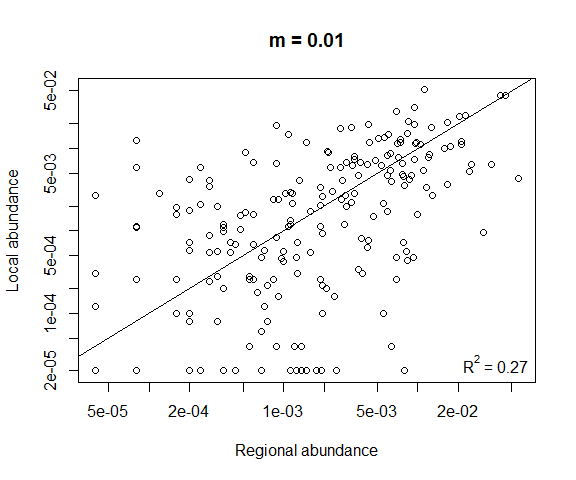 m = 0.01
Local abundance
5e-02
5e-03
5e-04
1e-04
2e-05
R² = 0.27
5e-05 2e-04 1e-03 5e-03 2e-02
Regional abundance